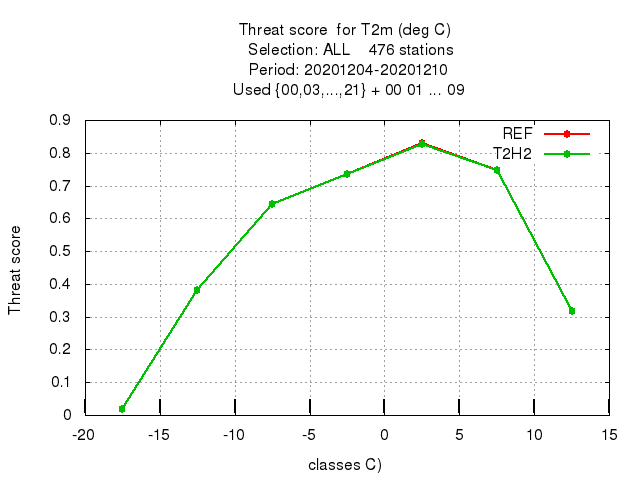 Threat score  for T2m (deg C)
Selection: ALL    476 stations
Period: 20201204-20201210
Used {00,03,...,21} + 00 01 ... 09
REF
T2H2
0.9
0.8
0.7
0.6
0.5
0.4
0.3
0.2
0.1
0
Threat score
-20 -15 -10 -5 0 5 10 15
classes C)